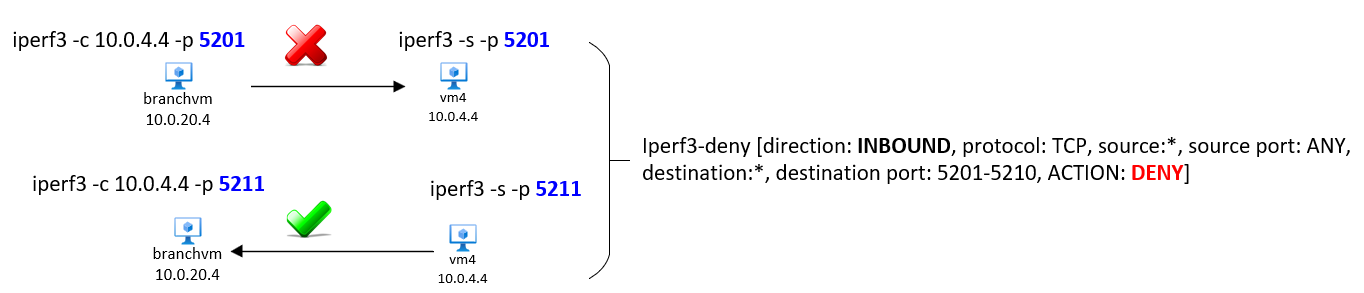 iperf3 -c 10.0.4.4 -p 5201
iperf3 -s -p 5201
branchvm
10.0.20.4
vm4
10.0.4.4
Iperf3-deny [direction: INBOUND, protocol: TCP, source:*, source port: ANY,
destination:*, destination port: 5201-5210, ACTION: DENY]
iperf3 -c 10.0.4.4 -p 5211
iperf3 -s -p 5211
branchvm
10.0.20.4
vm4
10.0.4.4